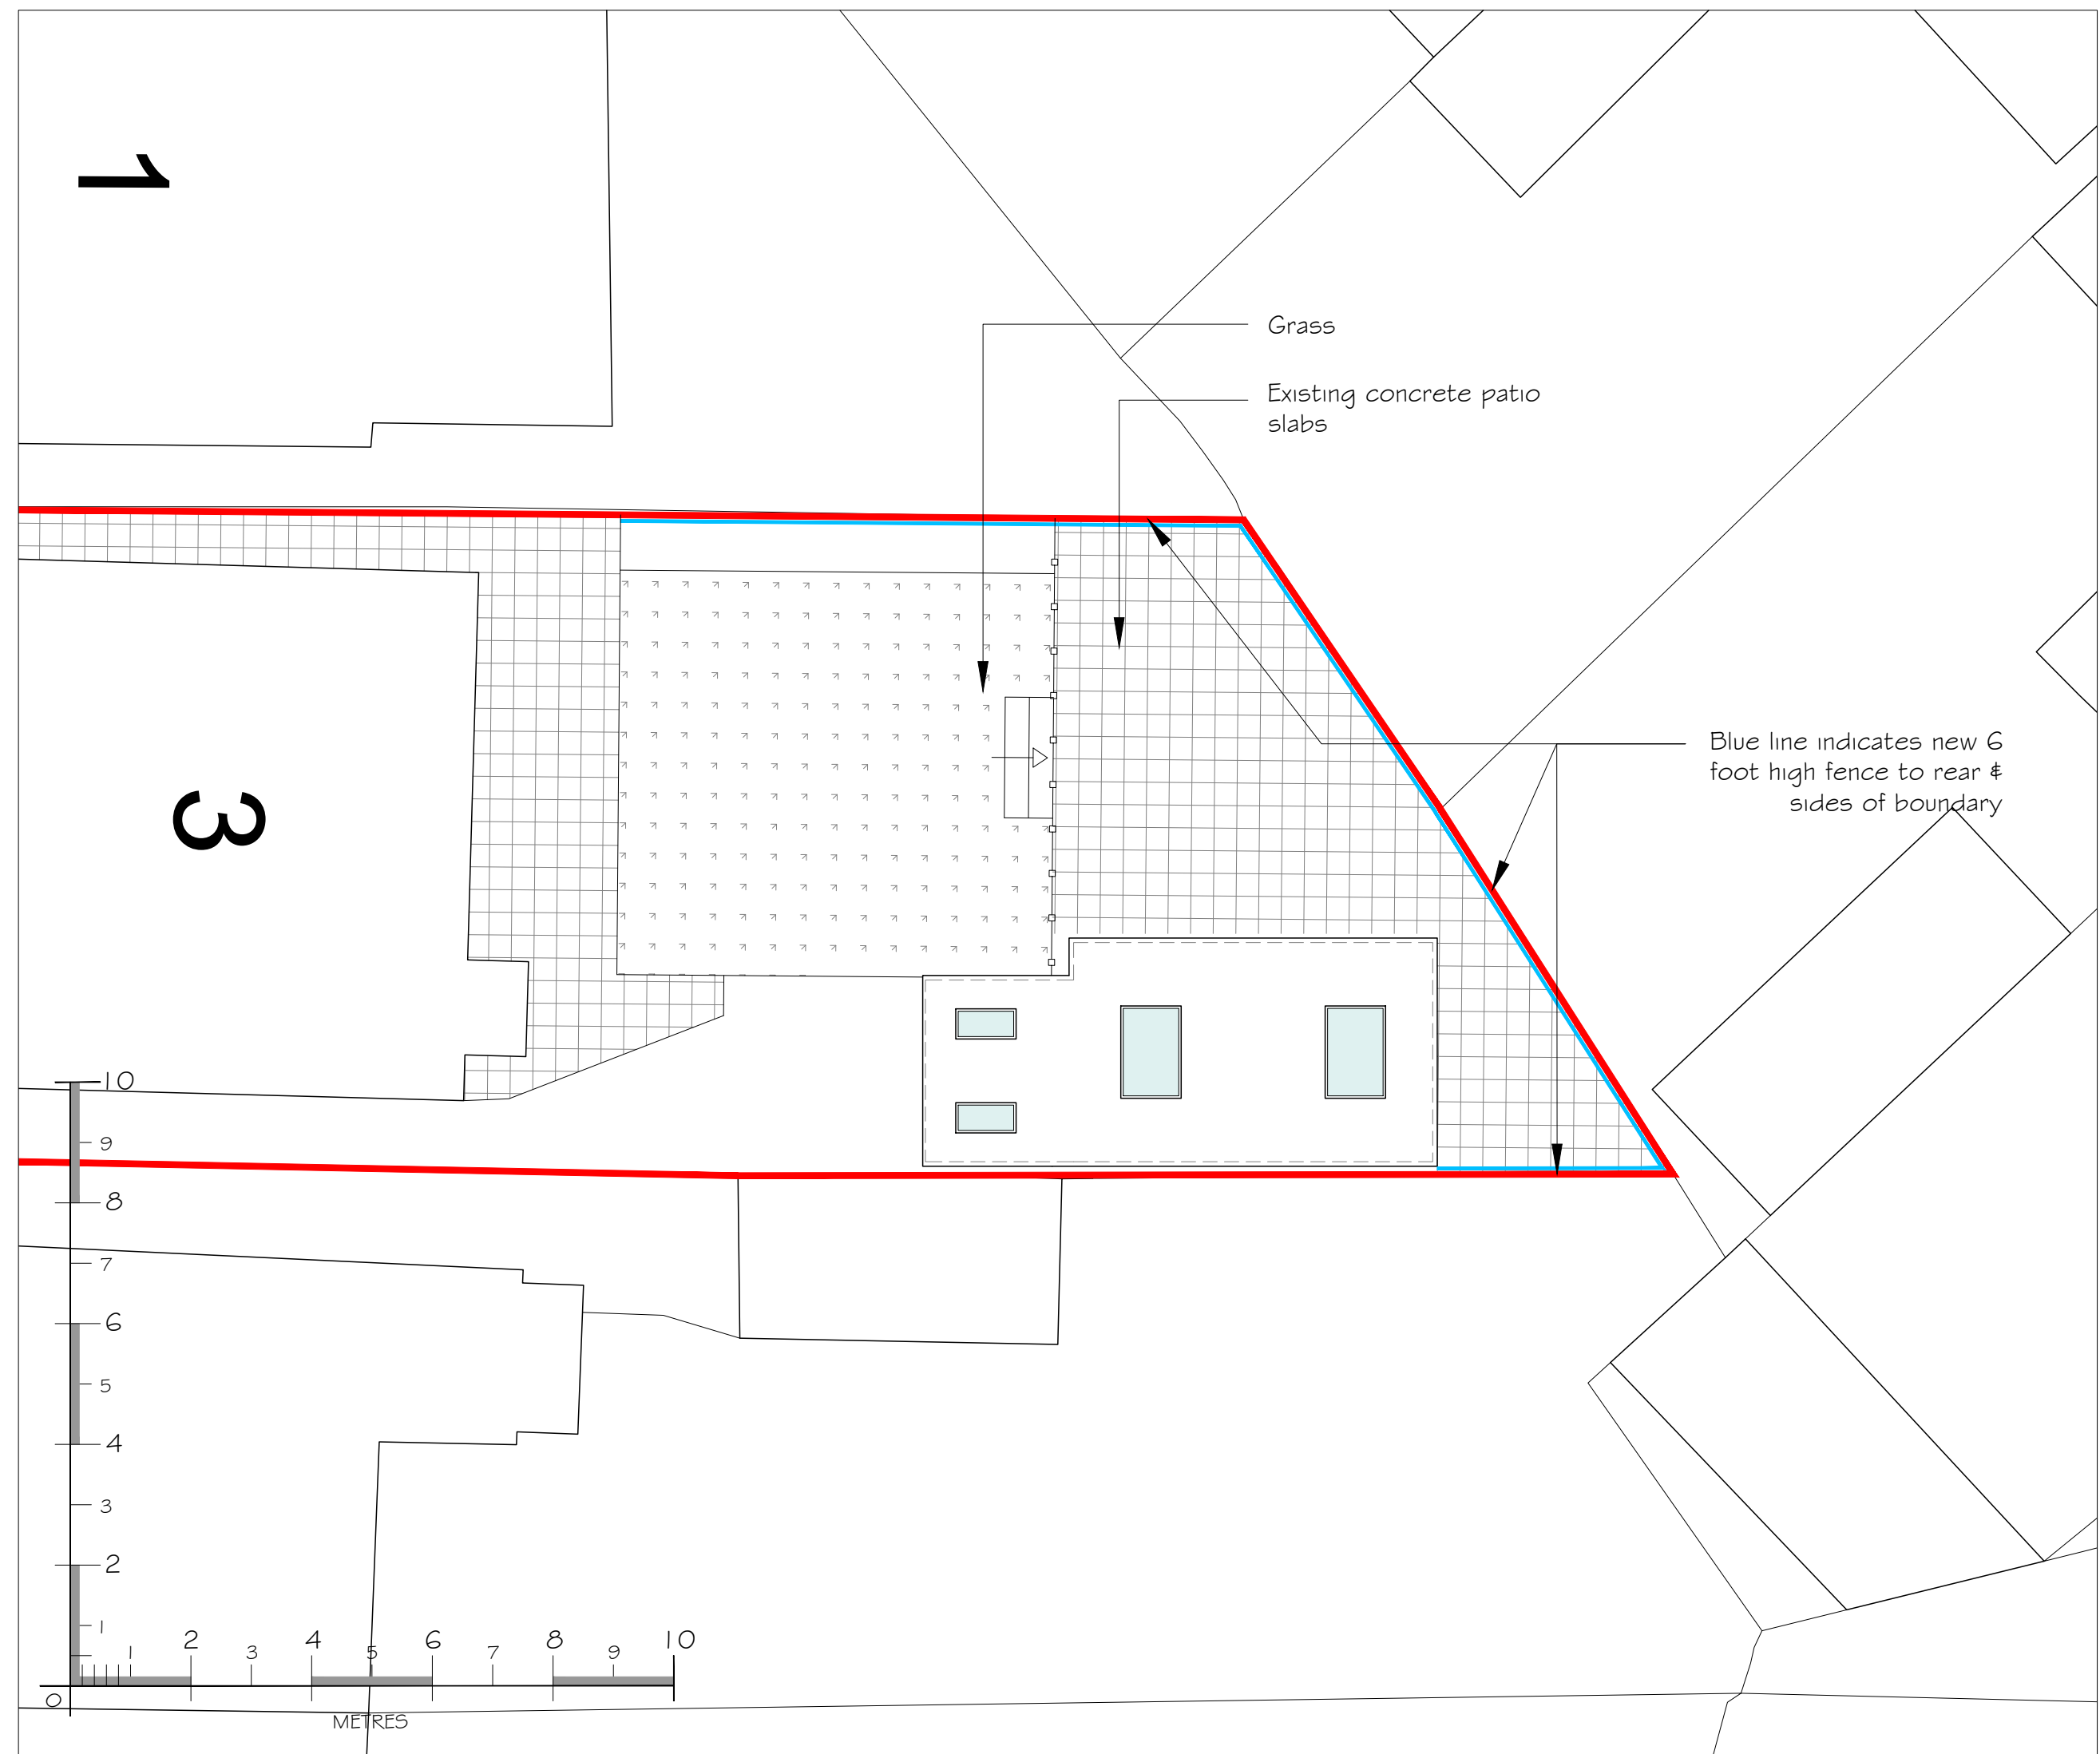 1
Grass
Existing concrete patio
slabs
Blue line indicates new 6
foot high fence to rear &
sides of boundary
3
10
9
8
7
6
5
4
3
2
1
0
1 2 3 4 5 6 7 8 9 10
METRES